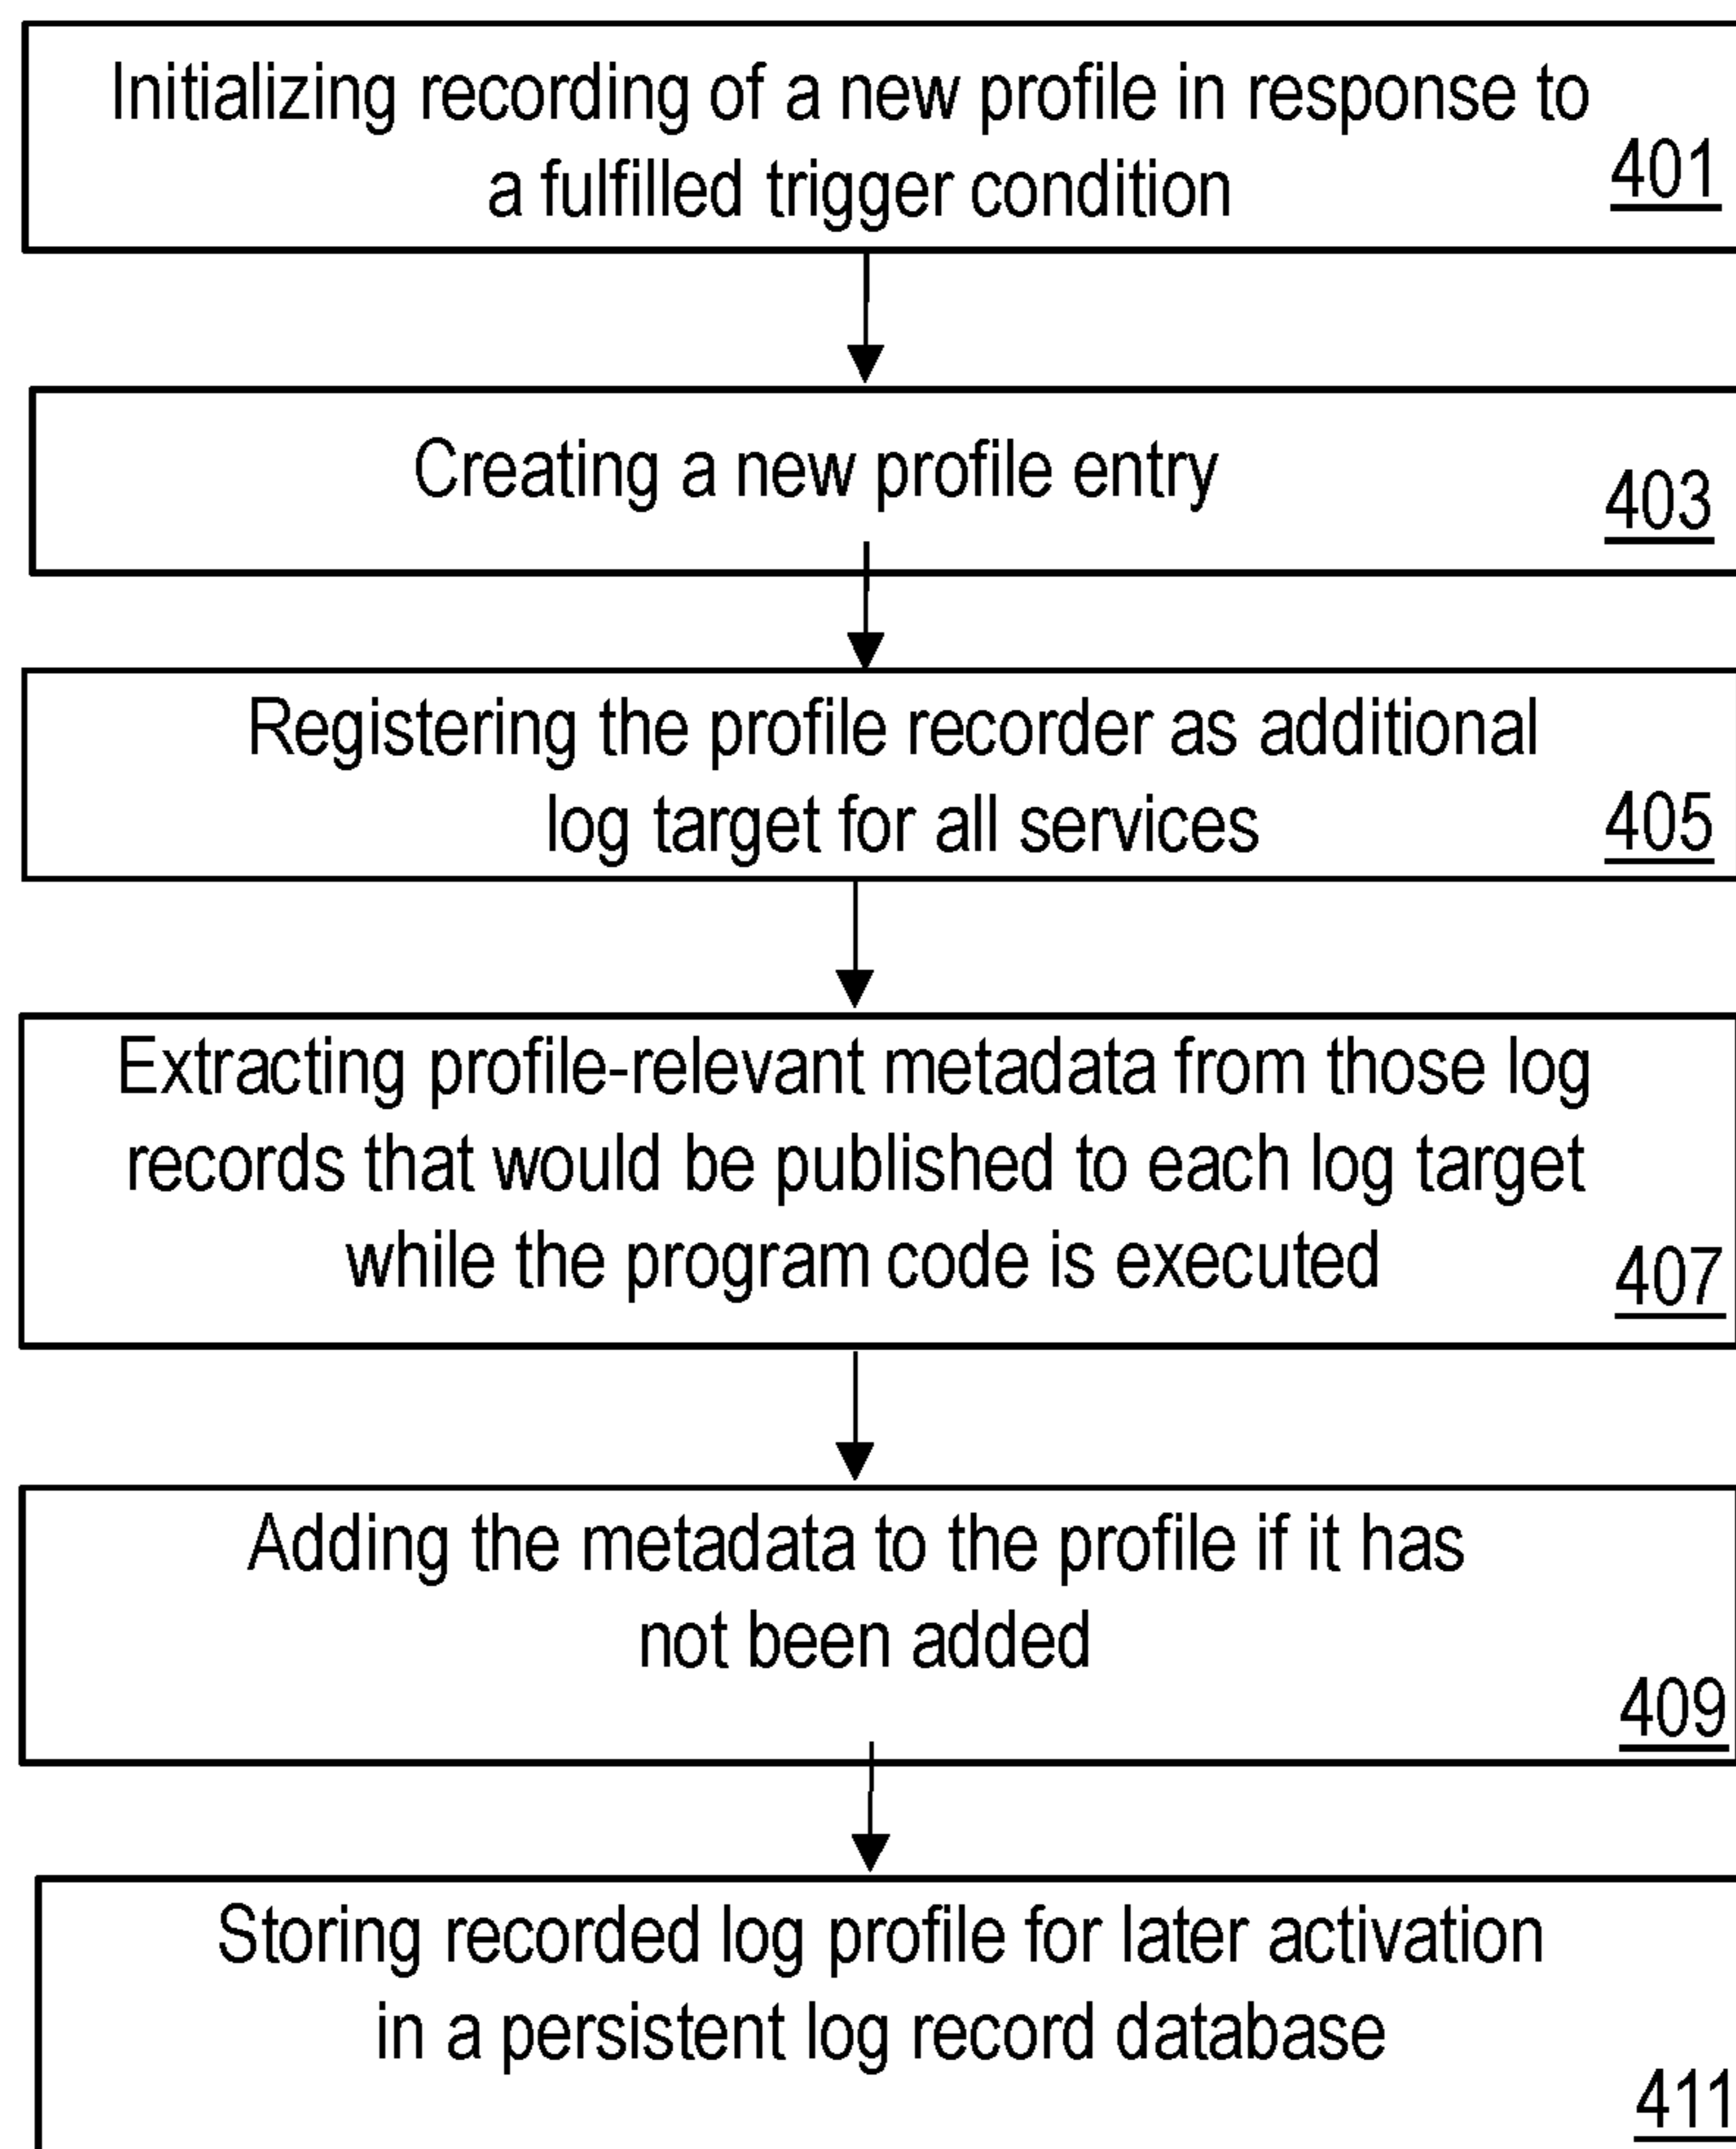 Initializing recording of a new profile in response to
a fulfilled trigger condition
401
Creating a new profile entry
403
Registering the profile recorder as additional
log target for all services
405
Extracting profile-relevant metadata from those log
records that would be published to each log target
while the program code is executed
407
Adding the metadata to the profile if it has
not been added
409
Storing recorded log profile for later activation
in a persistent log record database
411